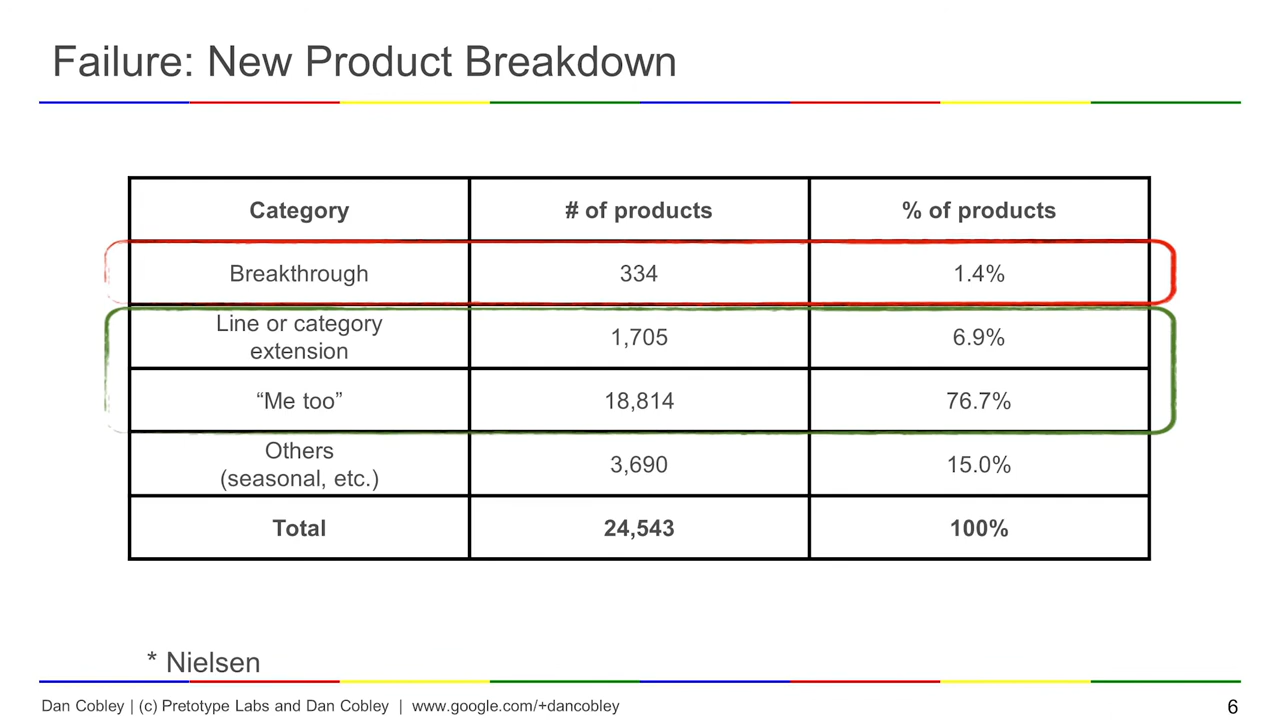 Failure: New Product Breakdown
Category # of products % of products
Breakthrough 334 1.4%
Line or category
extension 1,705 6.9%
“Me too” 18,814 76.7%
Others
(seasonal, etc.) 3,690 15.0%
Total 24,543 100%
* Nielsen
Dan Cobley | (c) Pretotype Labs and Dan Cobley | www.google.com/+dancobley 6